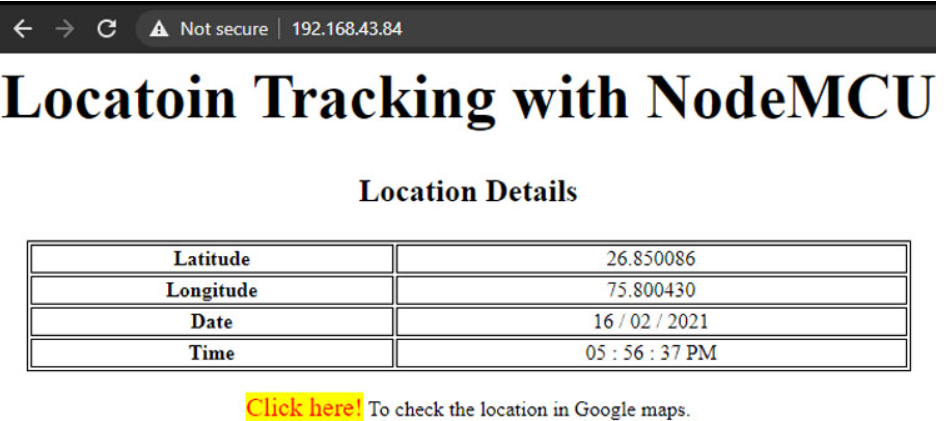 Not secure | 192.168.43.84
Locatoin Tracking with NodeMCU
Location Details
Latitude 26.850086
Longitude 75.800430
Date 16 / 02 / 2021
Time 05 : 56 : 37 PM
Click here! To check the location in Google maps.